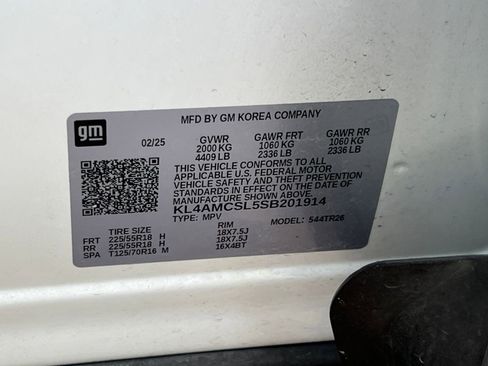 MFD BY GM KOREA COMPANY
gm
02/25 GVWR GAWR FRT GAWR RR
2000 KG 1060 KG 1060 KG
4409 LB 2336 LB 2336 LB
THIS VEHICLE CONFORMS TO ALL
APPLICABLE U.S. FEDERAL MOTOR
VEHICLE SAFETY AND THEFT PREVENTION
STANDARDS IN EFFECT ON THE DATE OF
MANUFACTURE SHOWN ABOVE.
KL4AMCSL5SB201914
TYPE: MPV MODEL: 544TR26
TIRE SIZE RIM
FRT 225/55R18 H 18X7.5J
RR 225/55R18 H 18X7.5J
SPA T125/70R16 M 16X4BT